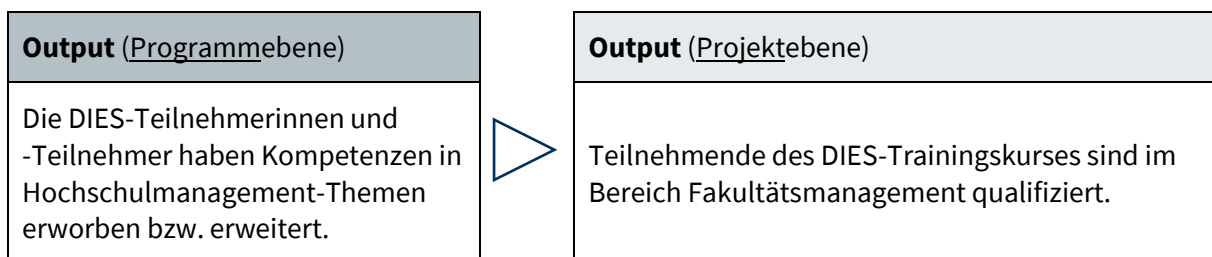 Output (Programmebene)
Die DIES-Teilnehmerinnen und
-Teilnehmer haben Kompetenzen in
Hochschulmanagement-Themen
erworben bzw. erweitert.
Output (Projektebene)
Teilnehmende des DIES-Trainingskurses sind im
Bereich Fakultätsmanagement qualifiziert.